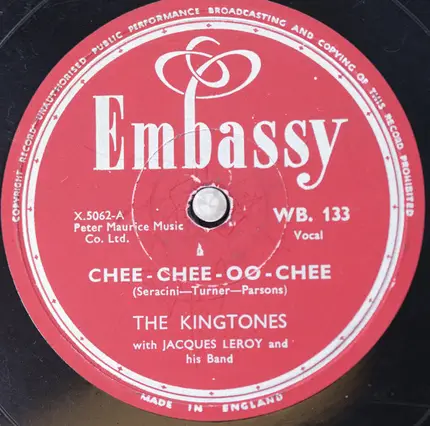 COPYRIGHT RECORD · UNAUTHORISED PUBLIC PERFORMANCE BROADCASTING AND COPYING OF THIS RECORD PROHIBITED
Embassy
X.5062-A
Peter Maurice Music
Co. Ltd.
WB. 133
Vocal
CHEE-CHEE-OO-CHEE
(Seracini—Turner—Parsons)
THE KINGTONES
with JACQUES LEROY and
his Band
MADE IN ENGLAND